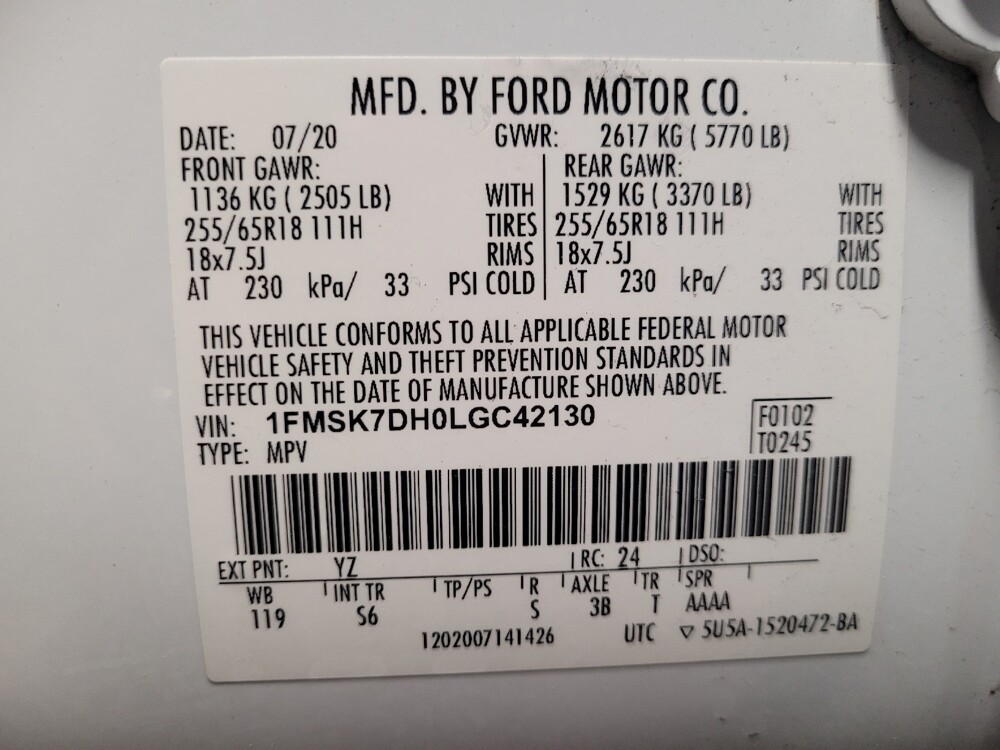 MFD. BY FORD MOTOR CO.
DATE: 07/20 GVWR: 2617 KG ( 5770 LB)
FRONT GAWR: REAR GAWR:
1136 KG ( 2505 LB) WITH 1529 KG ( 3370 LB) WITH
255/65R18 111H TIRES 255/65R18 111H TIRES
18x7.5J RIMS 18x7.5J RIMS
AT 230 kPa/ 33 PSI COLD AT 230 kPa/ 33 PSI COLD
THIS VEHICLE CONFORMS TO ALL APPLICABLE FEDERAL MOTOR
VEHICLE SAFETY AND THEFT PREVENTION STANDARDS IN
EFFECT ON THE DATE OF MANUFACTURE SHOWN ABOVE.
VIN: 1FMSK7DH0LGC42130 F0102
TYPE: MPV T0245
EXT PNT: YZ RC: 24 DSO:
WB INT TR TP/PS R AXLE TR SPR
119 S6 S 3B T AAAA
1202007141426 UTC ▽ 5U5A-1520472-BA